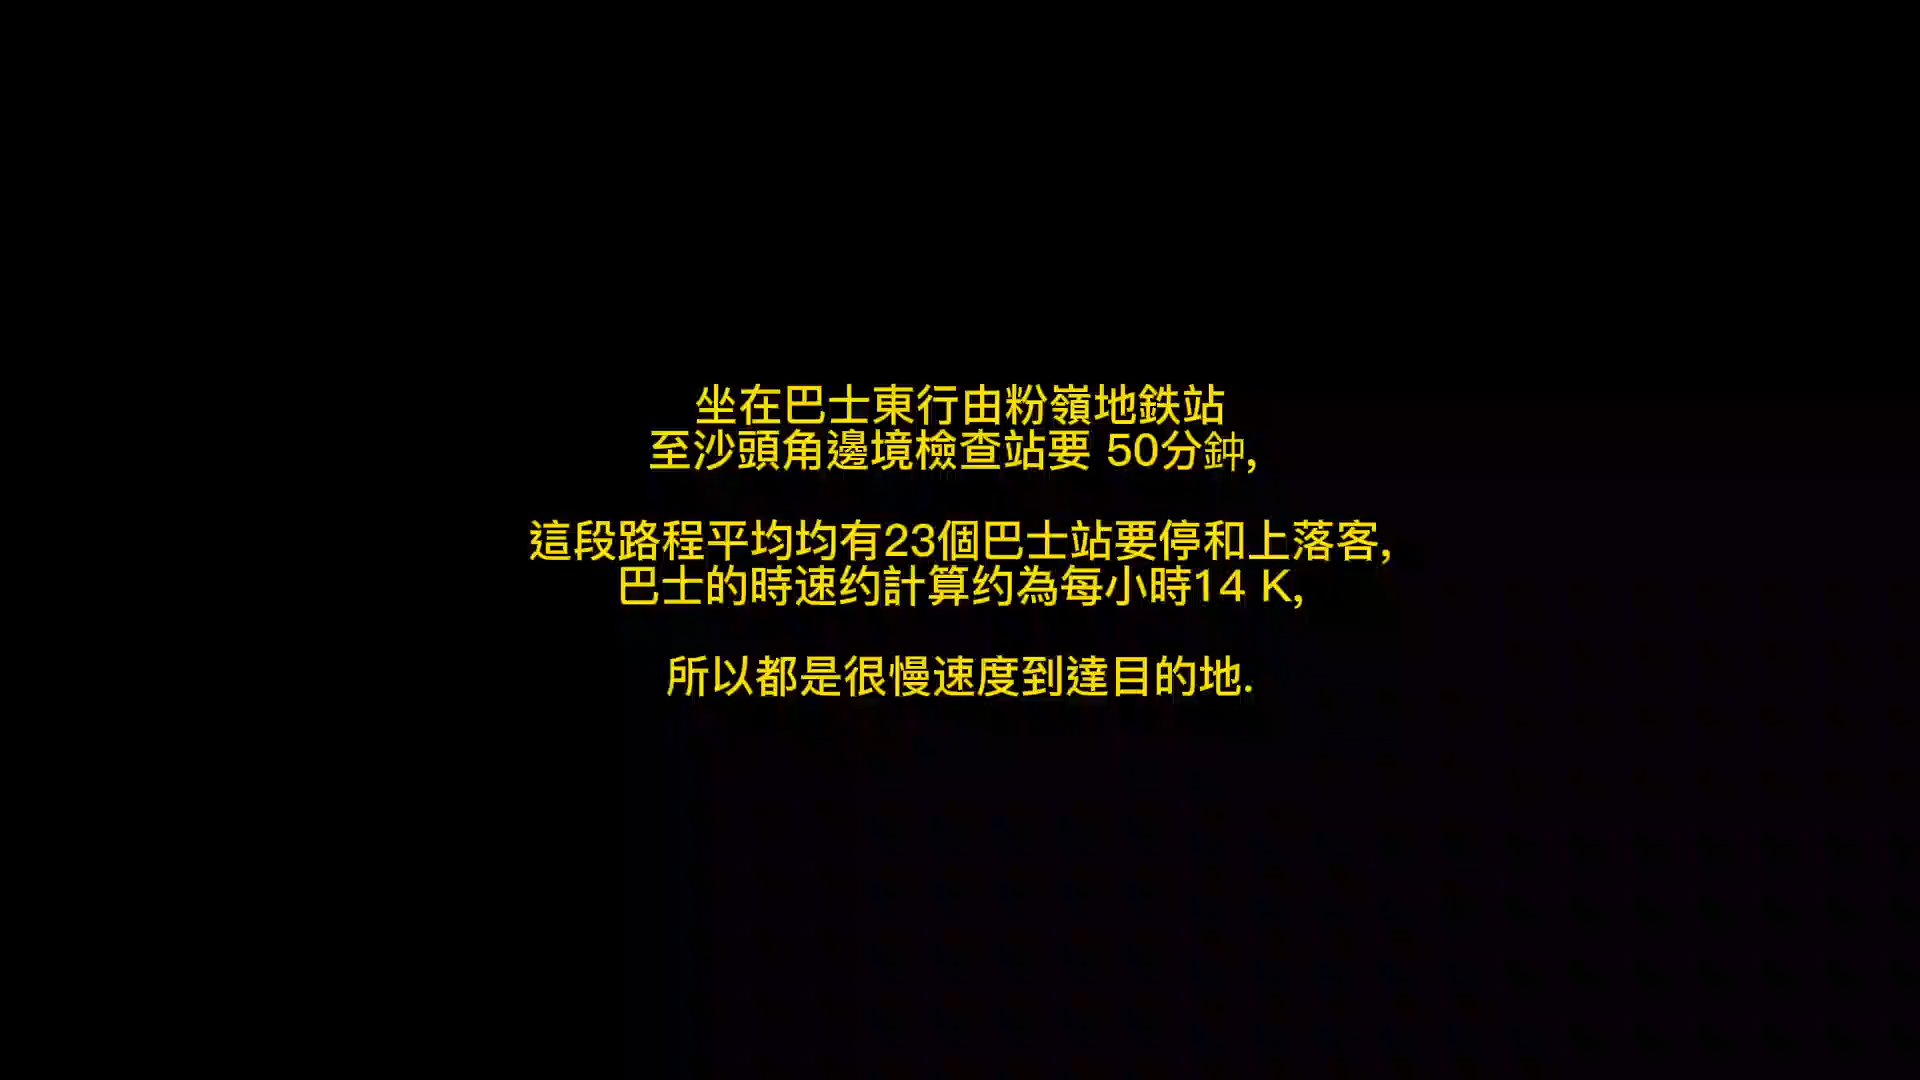 坐在巴士東行由粉嶺地鉄站
至沙頭角邊境檢查站要 50分鈡,
這段路程平均均有23個巴士站要停和上落客,
巴士的時速约計算约為每小時14 K,
所以都是很慢速度到達目的地.